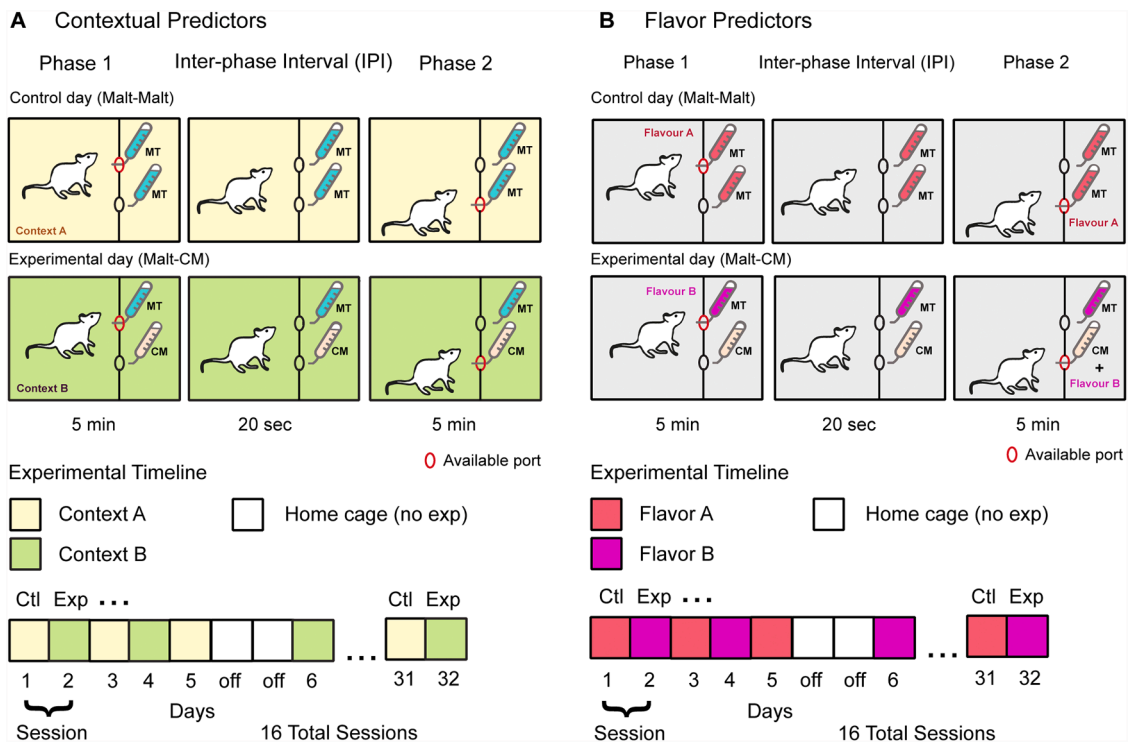 A Contextual Predictors
Phase 1 Inter-phase Interval (IPI) Phase 2
Control day (Malt-Malt)
MT
MT
Context A
MT
MT
MT
MT
Experimental day (Malt-CM)
MT
CM
Context B
MT
CM
MT
CM
5 min 20 sec 5 min
Available port
Experimental Timeline
Context A Home cage (no exp)
Context B
Ctl Exp ... Ctl Exp
...
1 2 3 4 5 off off 6 31 32
Days
Session 16 Total Sessions
B Flavor Predictors
Phase 1 Inter-phase Interval (IPI) Phase 2
Control day (Malt-Malt)
Flavour A
MT
MT
MT
MT
MT
MT
Flavour A
Experimental day (Malt-CM)
Flavour B
MT
CM
MT
CM
MT
CM
+
Flavour B
5 min 20 sec 5 min
Available port
Experimental Timeline
Flavor A Home cage (no exp)
Flavor B
Ctl Exp ... Ctl Exp
...
1 2 3 4 5 off off 6 31 32
Days
Session 16 Total Sessions